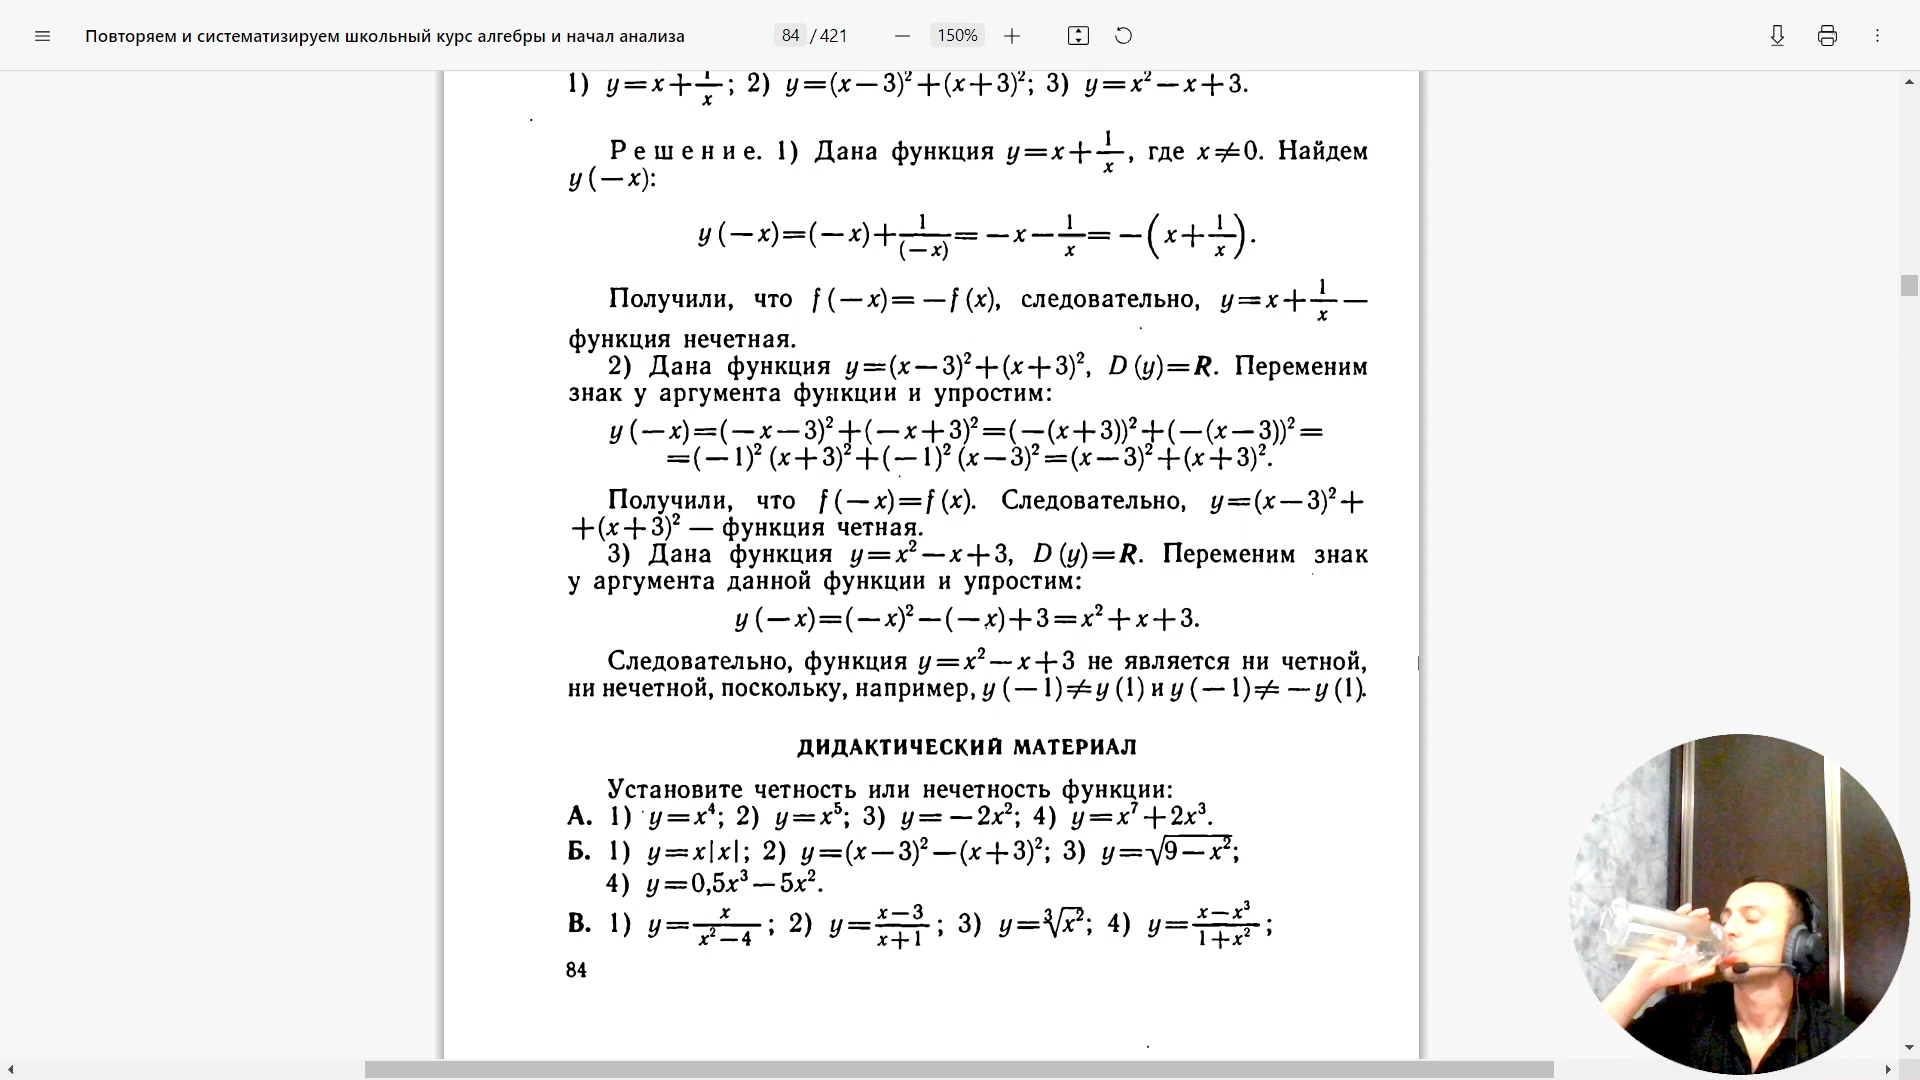 Повторяем и систематизируем школьный курс алгебры и начал анализа
84 / 421
150%
1) y=x+1/x; 2) y=(x−3)²+(x+3)²; 3) y=x²−x+3.
Решение. 1) Дана функция y=x+1/x, где x≠0. Найдем
y(−x):
y(−x)=(−x)+1/(−x)=−x−1/x=−(x+1/x).
Получили, что f(−x)=−f(x), следовательно, y=x+1/x —
функция нечетная.
2) Дана функция y=(x−3)²+(x+3)², D(y)=R. Переменим
знак у аргумента функции и упростим:
y(−x)=(−x−3)²+(−x+3)²=(−(x+3))²+(−(x−3))²=
=(−1)²(x+3)²+(−1)²(x−3)²=(x−3)²+(x+3)².
Получили, что f(−x)=f(x). Следовательно, y=(x−3)²+
+(x+3)² — функция четная.
3) Дана функция y=x²−x+3, D(y)=R. Переменим знак
у аргумента данной функции и упростим:
y(−x)=(−x)²−(−x)+3=x²+x+3.
Следовательно, функция y=x²−x+3 не является ни четной,
ни нечетной, поскольку, например, y(−1)≠y(1) и y(−1)≠−y(1).
ДИДАКТИЧЕСКИЙ МАТЕРИАЛ
Установите четность или нечетность функции:
А. 1) y=x⁴; 2) y=x⁵; 3) y=−2x²; 4) y=x⁷+2x³.
Б. 1) y=x|x|; 2) y=(x−3)²−(x+3)²; 3) y=√(9−x²);
4) y=0,5x³−5x².
В. 1) y=x/(x²−4); 2) y=(x−3)/(x+1); 3) y=∛x²; 4) y=(x−x³)/(1+x²);
84